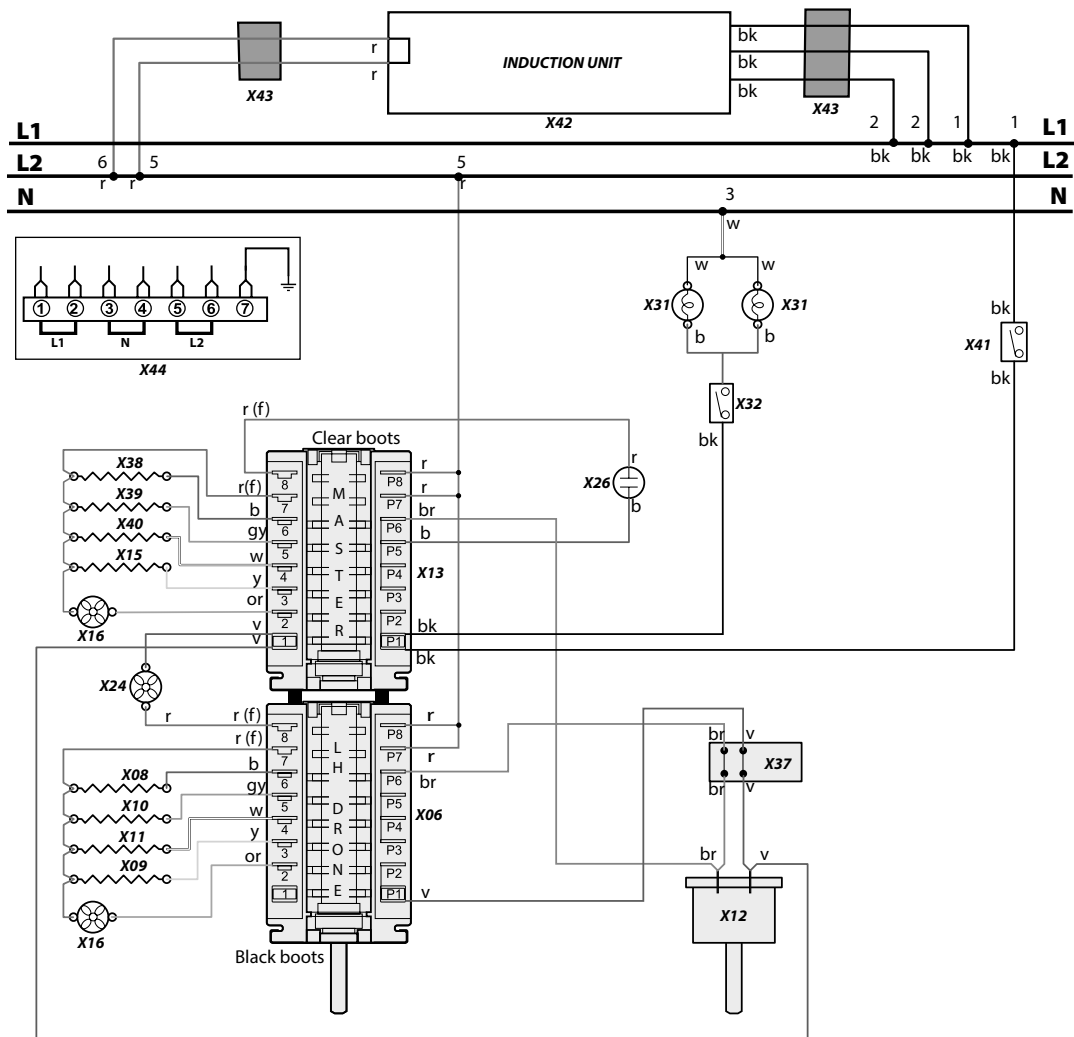 r
r
X43
INDUCTION UNIT
X42
bk
bk
bk
X43
L1
2 2 1 1
L1
bk bk bk bk
L2
6 5
5
L2
r r
r
N
3
N
w
w w
X31 X31
b b
X32
bk
bk
X41
bk
1 2 3 4 5 6 7
L1 N L2
X44
r (f)
Clear boots
X38
X39
X40
X15
X16
r(f)
b
gy
w
y
or
v
v
8
7
6
5
4
3
2
1
MASTER
P8
P7
P6
P5
P4
P3
P2
P1
r
r
br
b
X13
bk
bk
r
X26
b
X24
r
r (f)
r (f)
b
gy
w
y
or
X08
X10
X11
X09
X16
8
7
6
5
4
3
2
1
LH DRONE
P8
P7
P6
P5
P4
P3
P2
P1
r
r
br
X06
v
Black boots
br v
X37
br v
br v
X12